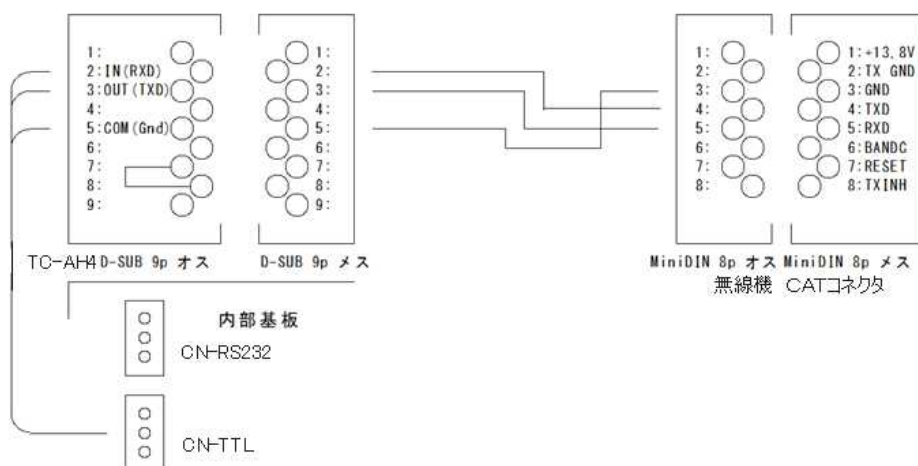 1:
2:IN(RXD)
3:OUT(TXD)
4:
5:COM(Gnd)
6:
7:
8:
9:
1:
2:
3:
4:
5:
6:
7:
8:
9:
1:
2:
3:
4:
5:
6:
7:
8:
1:+13.8V
2:TX GND
3:GND
4:TXD
5:RXD
6:BANDC
7:RESET
8:TXINH
TC-AH4 D-SUB 9p オス
D-SUB 9p メス
MiniDIN 8p オス
MiniDIN 8p メス
無線機 CATコネクタ
内部基板
CN-RS232
CN-TTL